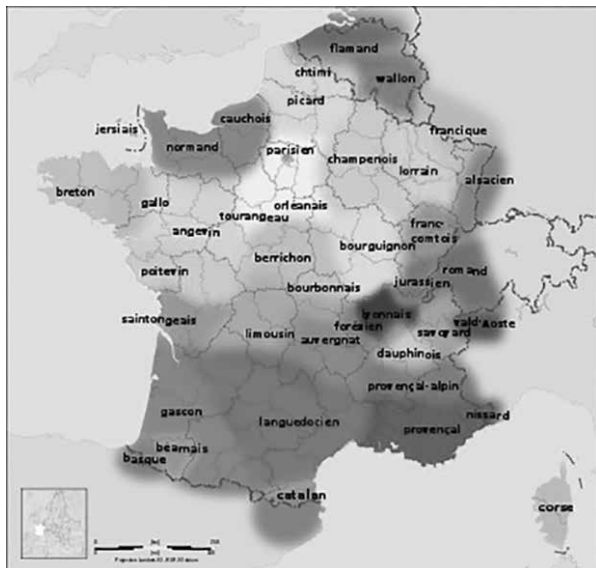 flamand
chtimi
wallon
picard
cauchois
jersiais
normand
parisien
francique
champenois
lorrain
alsacien
breton
gallo
orléanais
tourangeau
franc-
comtois
angevin
bourguignon
berrichon
romand
poitevin
jurassien
bourbonnais
lyonnais
saintongeais
forésien
val d'Aoste
savoyard
limousin
auvergnat
dauphinois
provençal-alpin
gascon
nissard
languedocien
provençal
béarnais
basque
catalan
corse